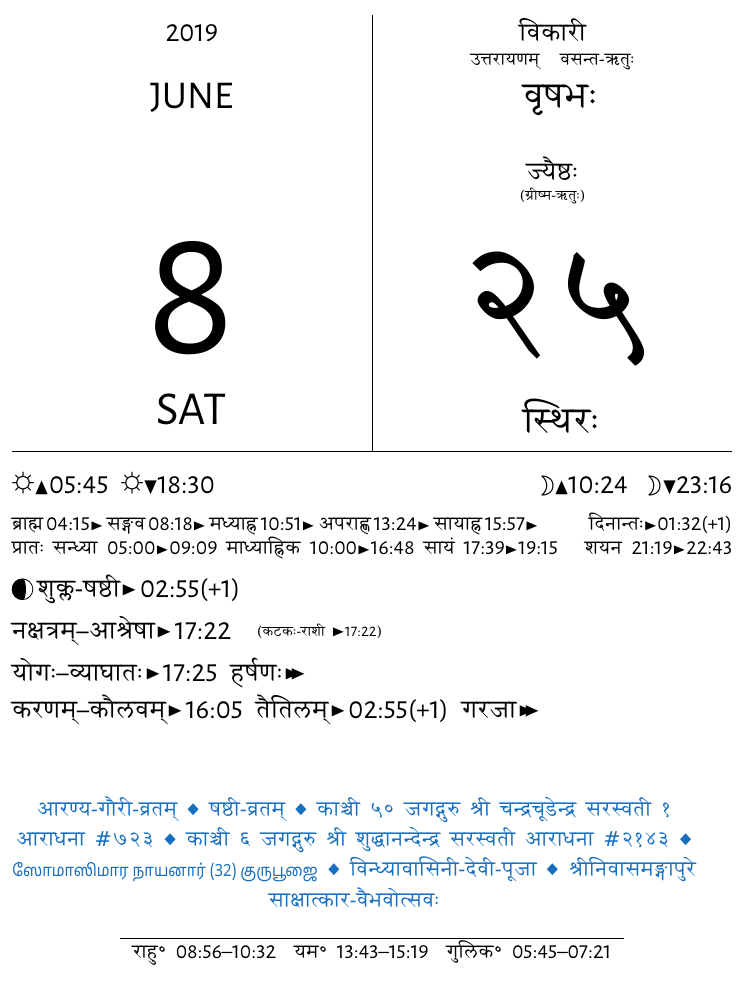 2019
JUNE
8
SAT
विकारी
उत्तरायणम् वसन्त-ऋतुः
वृषभः
ज्यैष्ठः
(ग्रीष्म-ऋतुः)
२५
स्थिरः
☼▲05:45 ☼▼18:30 ☽▲10:24 ☽▼23:16
ब्राह्म 04:15► सङ्गव 08:18► मध्याह्न 10:51► अपराह्ण 13:24► सायाह्न 15:57► दिनान्तः►01:32(+1)
प्रातः सन्ध्या 05:00►09:09 माध्याह्निक 10:00►16:48 सायं 17:39►19:15 शयन 21:19►22:43
शुक्ल-षष्ठी► 02:55(+1)
नक्षत्रम्–आश्रेषा►17:22 (कटकः-राशी ►17:22)
योगः–व्याघातः►17:25 हर्षणः►►
करणम्–कौलवम्►16:05 तैतिलम्►02:55(+1) गरजा►►
आरण्य-गौरी-व्रतम् ◆ षष्ठी-व्रतम् ◆ काञ्ची ५० जगद्गुरु श्री चन्द्रचूडेन्द्र सरस्वती १
आराधना #७२३ ◆ काञ्ची ६ जगद्गुरु श्री शुद्धानन्देन्द्र सरस्वती आराधना #२१४३ ◆
ஸோமாஸிமார நாயனார் (32) குருபூஜை ◆ विन्ध्यावासिनी-देवी-पूजा ◆ श्रीनिवासमङ्गापुरे
साक्षात्कार-वैभवोत्सवः
राहु॰ 08:56–10:32 यम॰ 13:43–15:19 गुलिक॰ 05:45–07:21